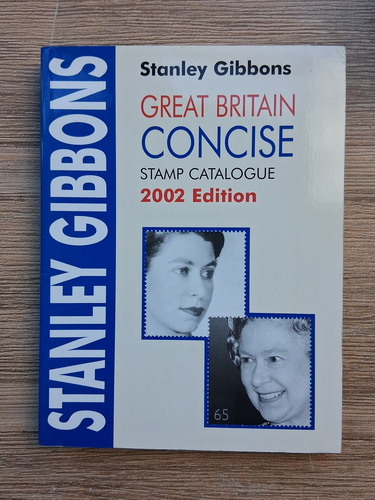 STANLEY GIBBONS
Stanley Gibbons
GREAT BRITAIN
CONCISE
STAMP CATALOGUE
2002 Edition
65